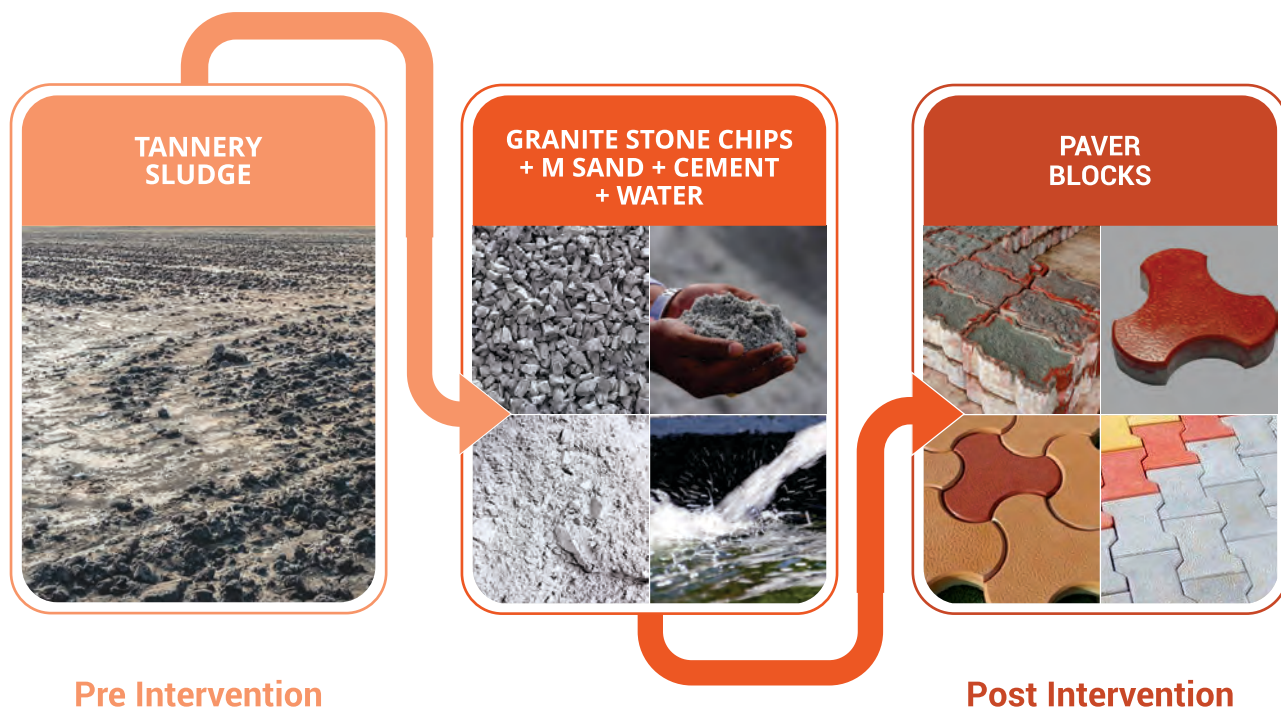 TANNERY
SLUDGE
GRANITE STONE CHIPS
+ M SAND + CEMENT
+ WATER
PAVER
BLOCKS
Pre Intervention
Post Intervention